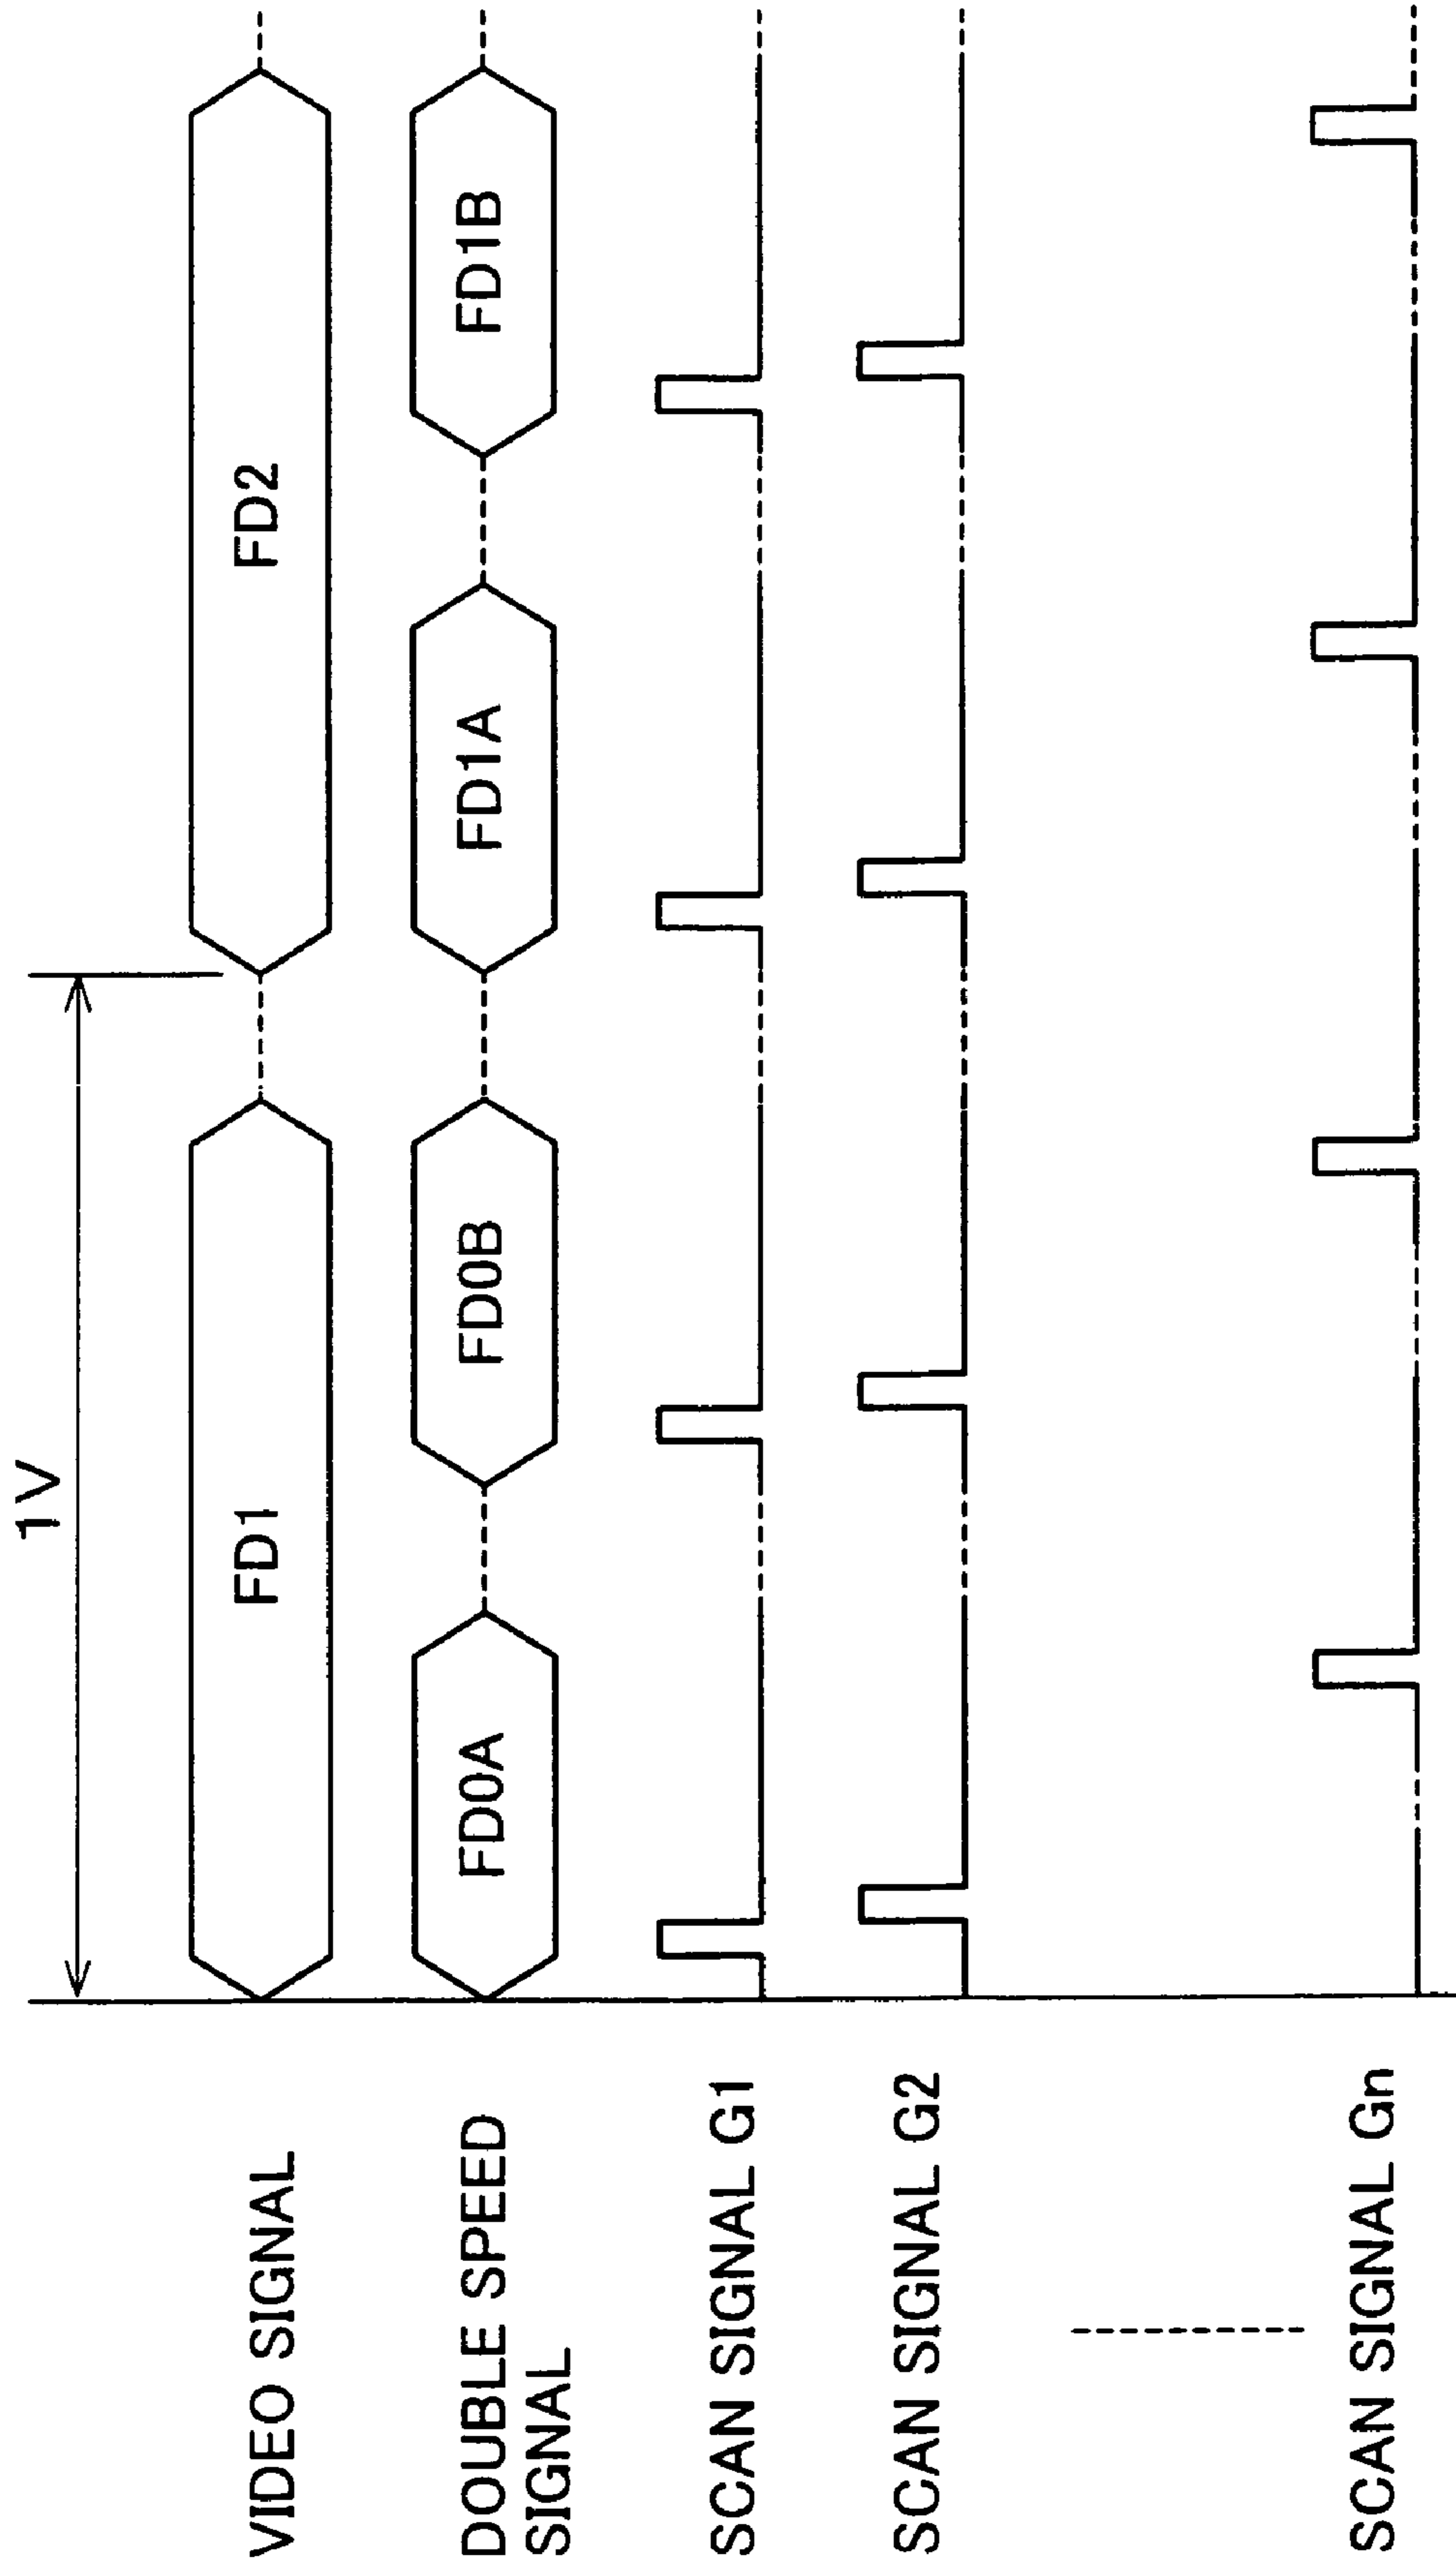 1V
VIDEO SIGNAL
FD1
FD2
DOUBLE SPEED
SIGNAL
FD0A
FD0B
FD1A
FD1B
SCAN SIGNAL G1
SCAN SIGNAL G2
SCAN SIGNAL Gn